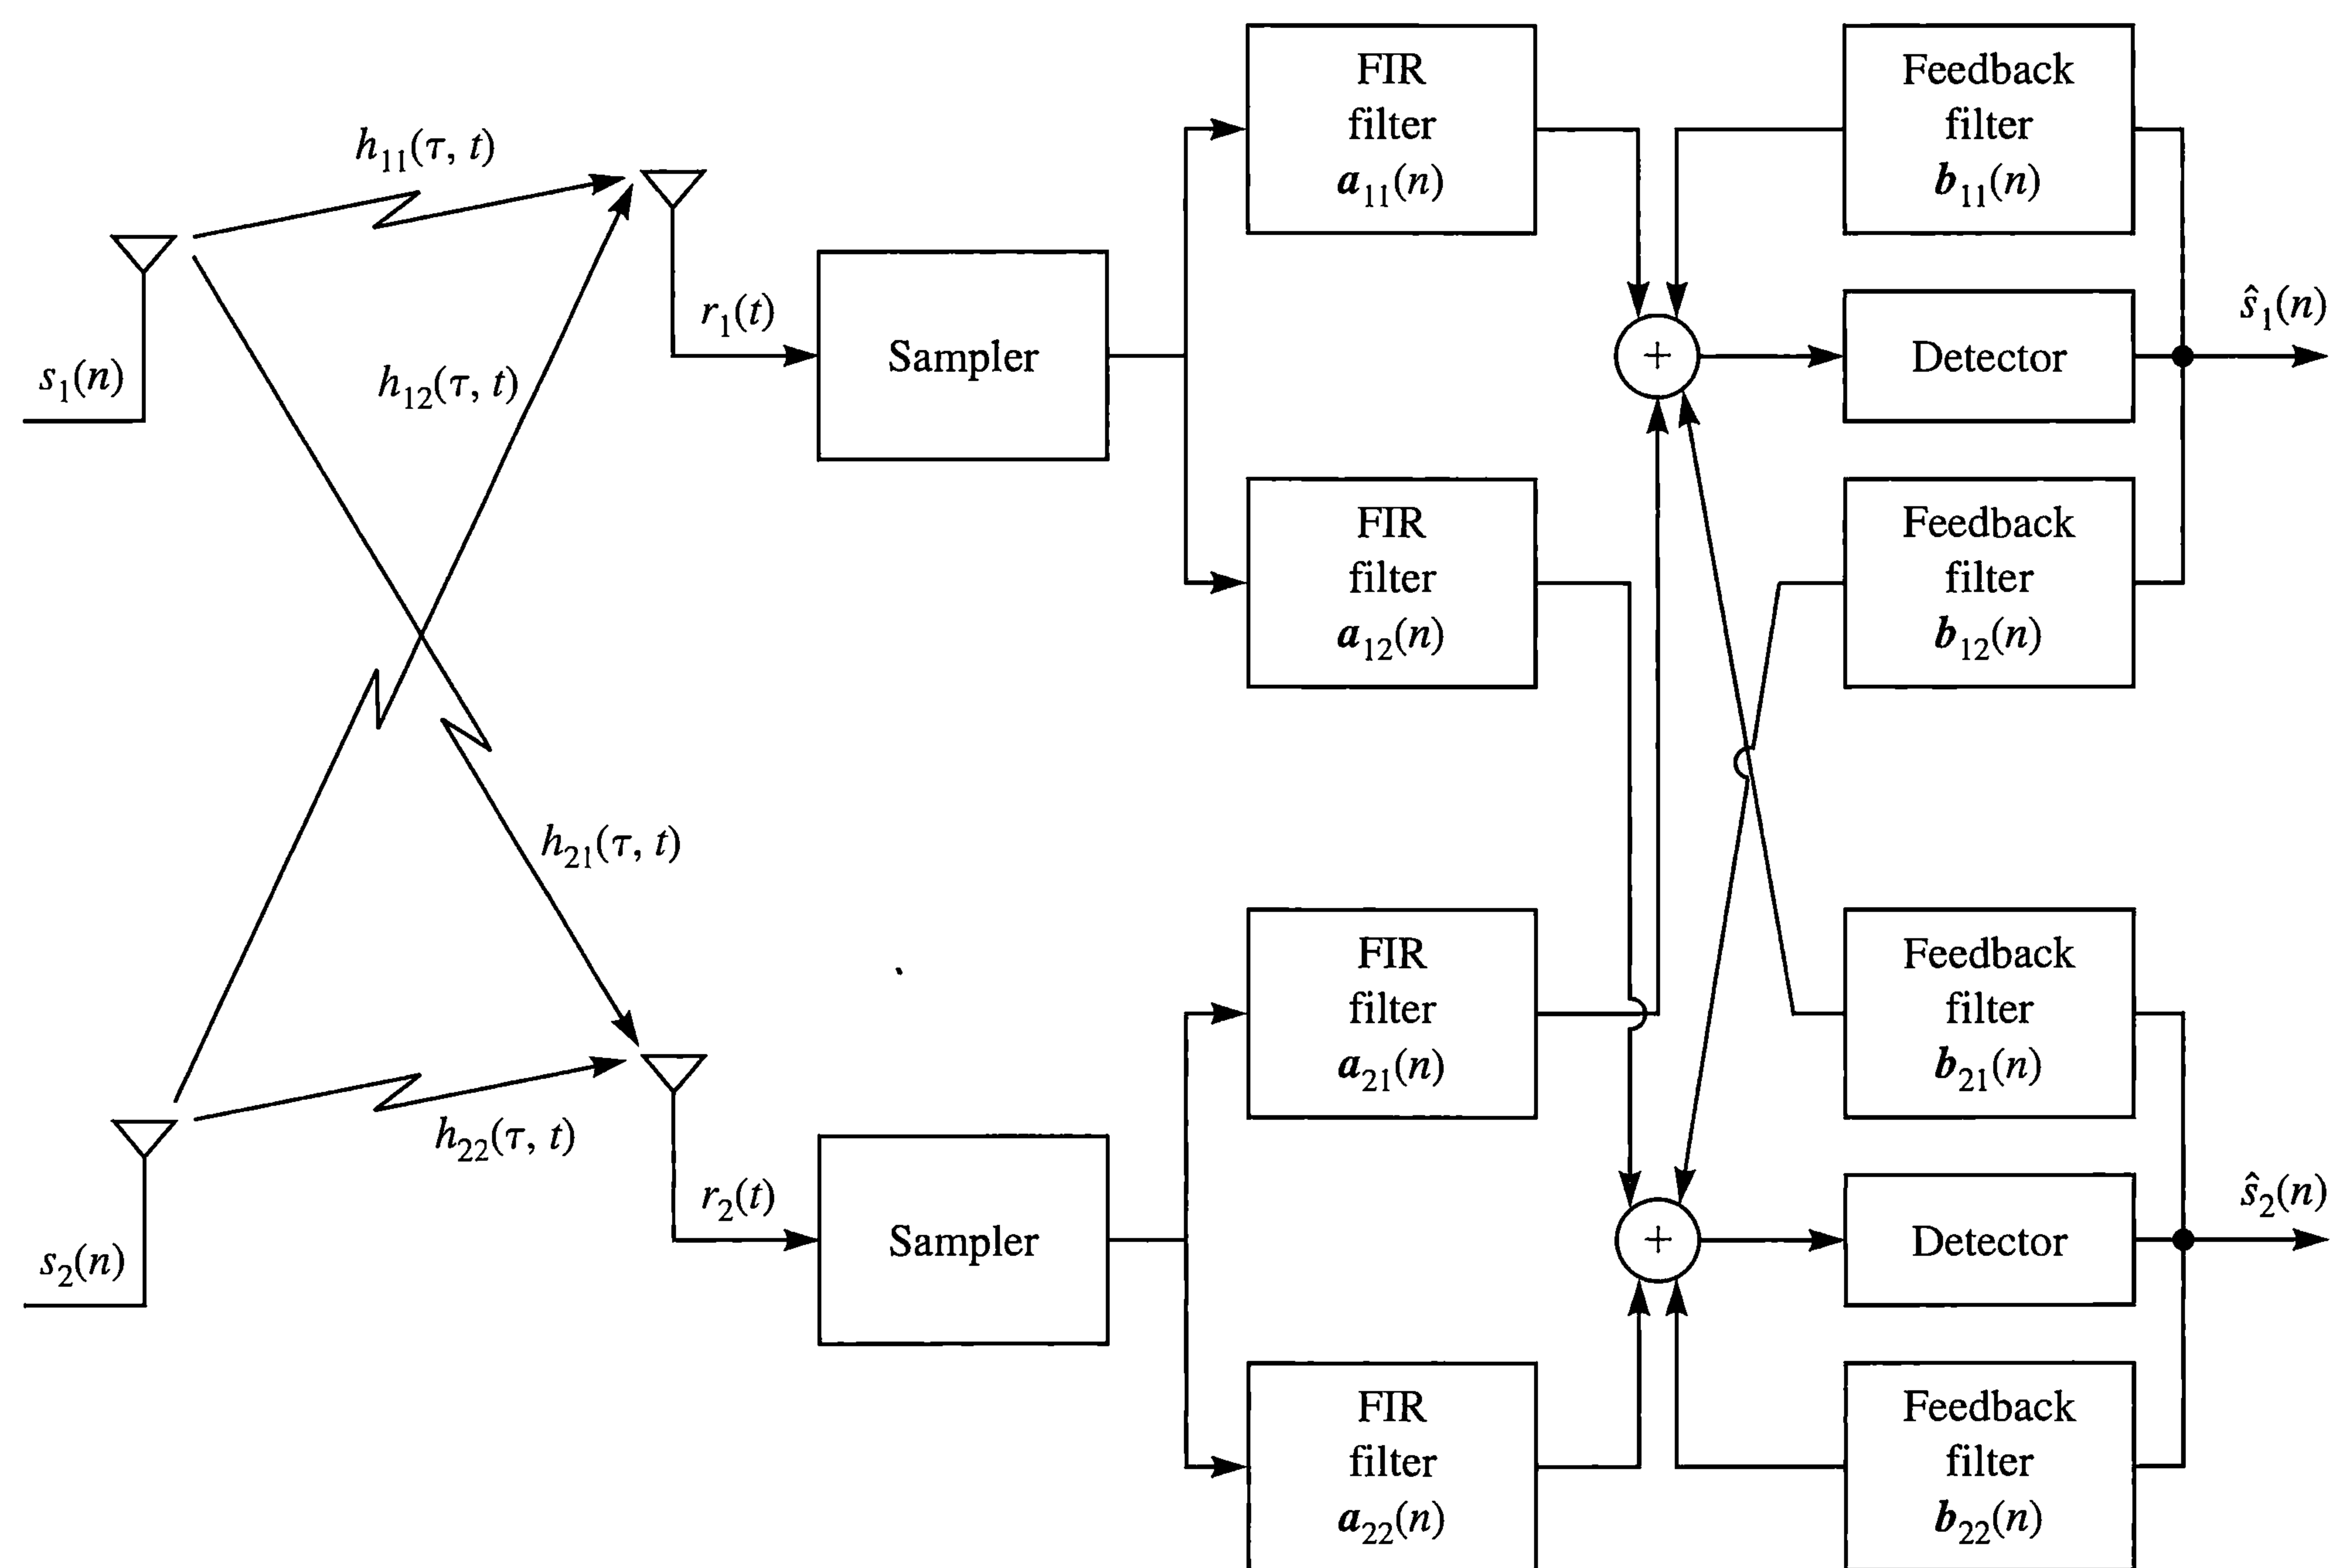 FIR
filter
a₁₁(n)
Feedback
filter
b₁₁(n)
h₁₁(τ, t)
s₁(n)
h₁₂(τ, t)
r₁(t)
Sampler
+
Detector
ŝ₁(n)
FIR
filter
a₁₂(n)
Feedback
filter
b₁₂(n)
h₂₁(τ, t)
FIR
filter
a₂₁(n)
Feedback
filter
b₂₁(n)
h₂₂(τ, t)
s₂(n)
r₂(t)
Sampler
+
Detector
ŝ₂(n)
FIR
filter
a₂₂(n)
Feedback
filter
b₂₂(n)